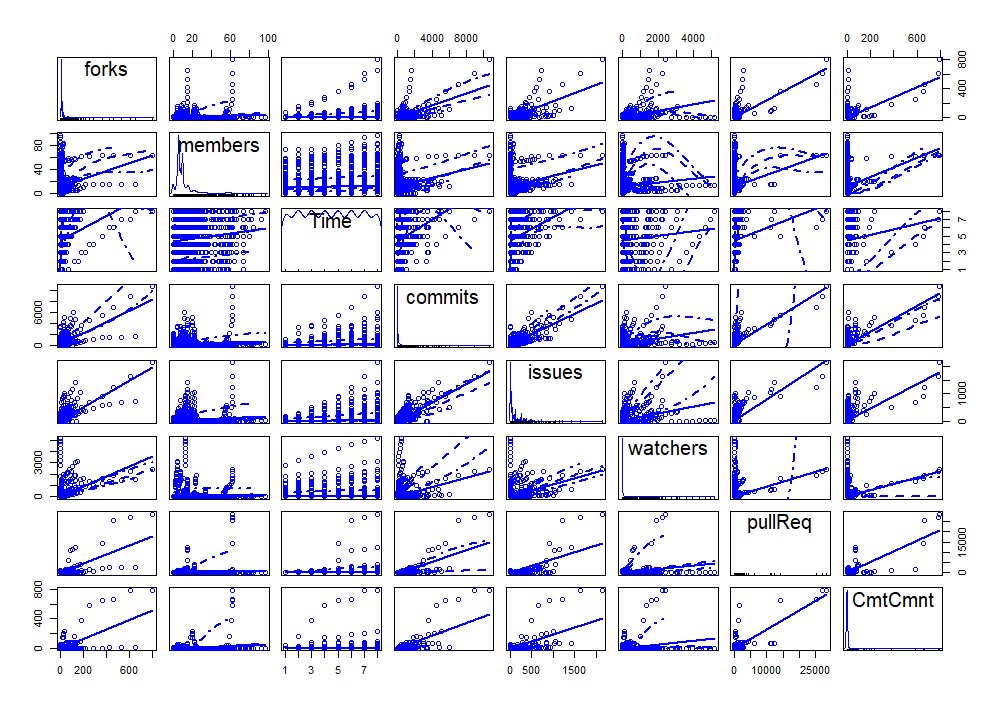 0 20 60 100 0 4000 8000 0 2000 4000 0 200 600
forks
0 400 800
0 40 80
members
Time
1 3 5 7
0 6000
commits
issues
0 1000
0 3000
watchers
pullReq
0 15000
0 400 800
CmtCmnt
0 200 600 1 3 5 7 0 500 1500 0 10000 25000